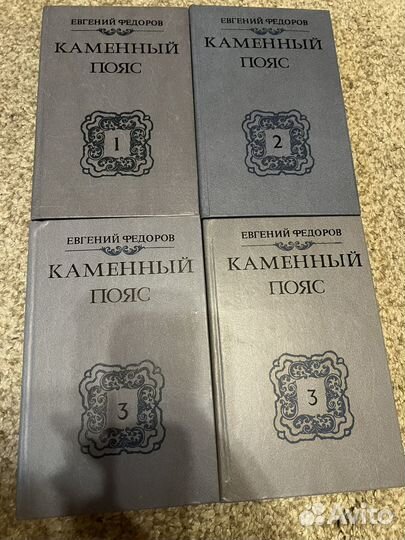 ЕВГЕНИЙ ФЕДОРОВ
КАМЕННЫЙ
ПОЯС
1
ЕВГЕНИЙ ФЕДОРОВ
КАМЕННЫЙ
ПОЯС
2
ЕВГЕНИЙ ФЕДОРОВ
КАМЕННЫЙ
ПОЯС
3
ЕВГЕНИЙ ФЕДОРОВ
КАМЕННЫЙ
ПОЯС
3
Avito